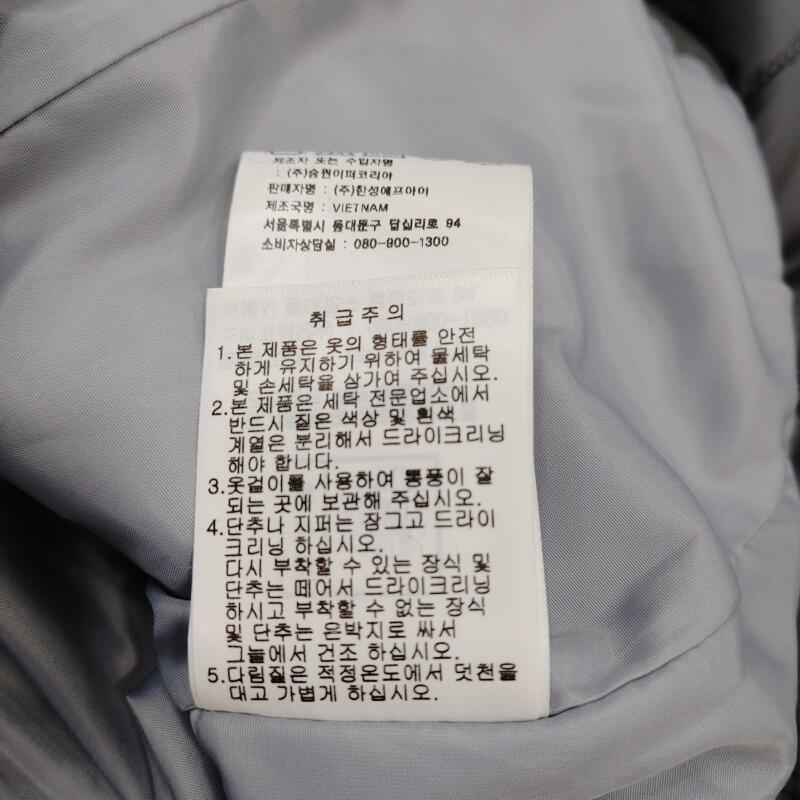 제조자 또는 수입자명
: (주)승원이퍼코리아
판매자명 : (주)한성에프아이
제조국명 : VIETNAM
서울특별시 동대문구 답십리로 94
소비자상담실 : 080-900-1300
취급주의
1.본 제품은 옷의 형태를 안전
하게 유지하기 위하여 물세탁
및 손세탁을 삼가여 주십시오.
2.본 제품은 세탁 전문업소에서
반드시 짙은 색상 및 흰색
계열은 분리해서 드라이크리닝
해야 합니다.
3.옷걸이를 사용하여 통풍이 잘
되는 곳에 보관해 주십시오.
4.단추나 지퍼는 잠그고 드라이
크리닝 하십시오.
다시 부착할 수 있는 장식 및
단추는 떼어서 드라이크리닝
하시고 부착할 수 없는 장식
및 단추는 은박지로 싸서
그늘에서 건조 하십시오.
5.다림질은 적정온도에서 덧천을
대고 가볍게 하십시오.